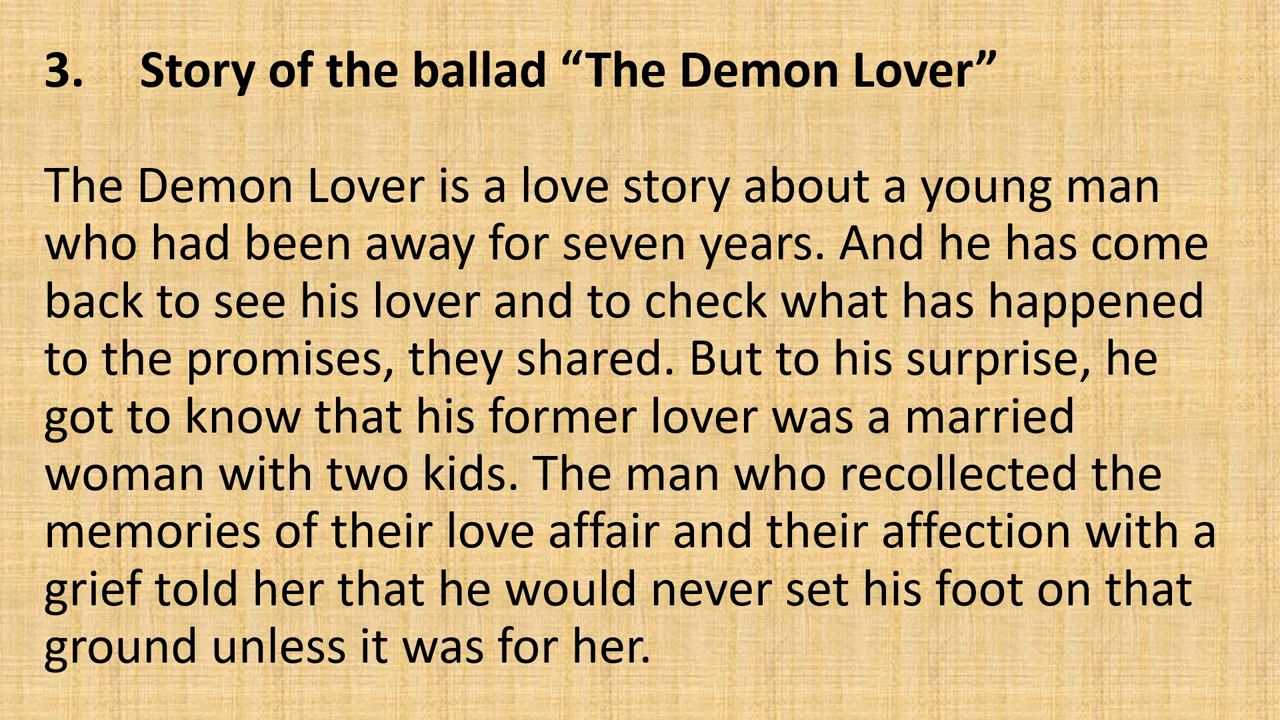 3. Story of the ballad “The Demon Lover”
The Demon Lover is a love story about a young man
who had been away for seven years. And he has come
back to see his lover and to check what has happened
to the promises, they shared. But to his surprise, he
got to know that his former lover was a married
woman with two kids. The man who recollected the
memories of their love affair and their affection with a
grief told her that he would never set his foot on that
ground unless it was for her.